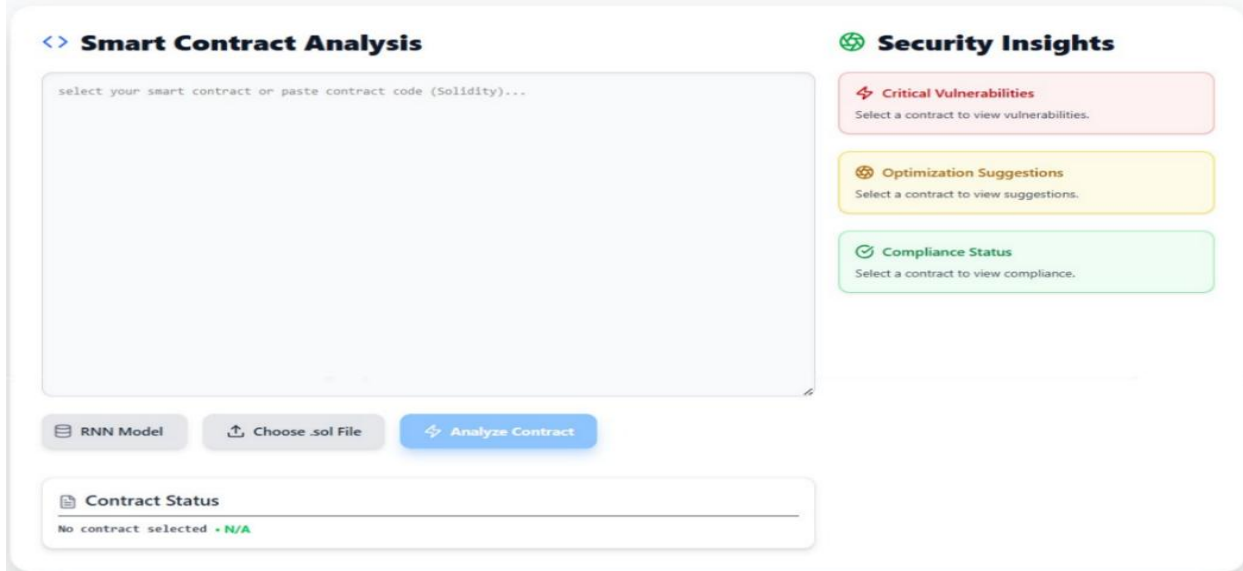 Smart Contract Analysis
select your smart contract or paste contract code (Solidity)...
RNN Model
Choose .sol File
Analyze Contract
Contract Status
No contract selected • N/A
Security Insights
Critical Vulnerabilities
Select a contract to view vulnerabilities.
Optimization Suggestions
Select a contract to view suggestions.
Compliance Status
Select a contract to view compliance.